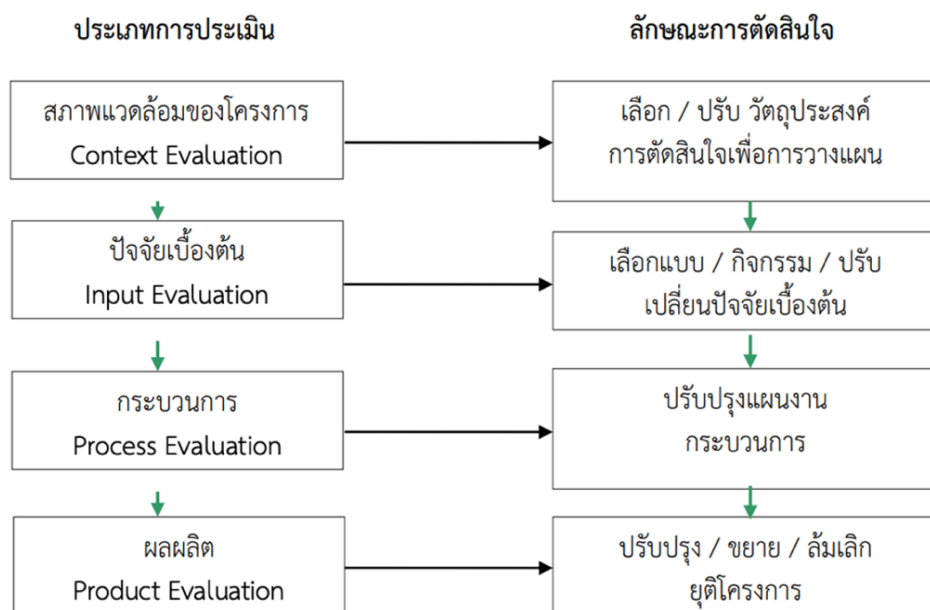 ประเภทการประเมิน
ลักษณะการตัดสินใจ
สภาพแวดล้อมของโครงการ
Context Evaluation
เลือก / ปรับ วัตถุประสงค์
การตัดสินใจเพื่อการวางแผน
ปัจจัยเบื้องต้น
Input Evaluation
เลือกแบบ / กิจกรรม / ปรับ
เปลี่ยนปัจจัยเบื้องต้น
กระบวนการ
Process Evaluation
ปรับปรุงแผนงาน
กระบวนการ
ผลผลิต
Product Evaluation
ปรับปรุง / ขยาย / ล้มเลิก
ยุติโครงการ